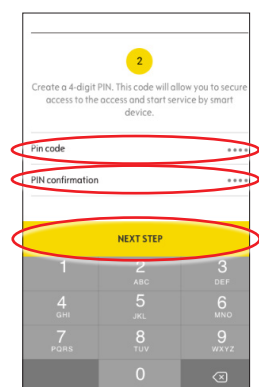 2
Create a 4-digit PIN. This code will allow you to secure
access to the access and start service by smart
device.
Pin code ••••
PIN confirmation ••••
NEXT STEP
1 2 3
ABC DEF
4 5 6
GHI JKL MNO
7 8 9
PQRS TUV WXYZ
0